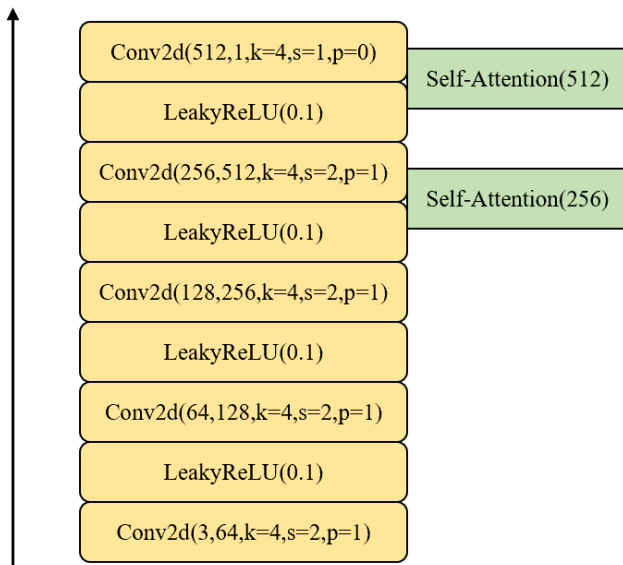 Conv2d(512,1,k=4,s=1,p=0)
Self-Attention(512)
LeakyReLU(0.1)
Conv2d(256,512,k=4,s=2,p=1)
Self-Attention(256)
LeakyReLU(0.1)
Conv2d(128,256,k=4,s=2,p=1)
LeakyReLU(0.1)
Conv2d(64,128,k=4,s=2,p=1)
LeakyReLU(0.1)
Conv2d(3,64,k=4,s=2,p=1)